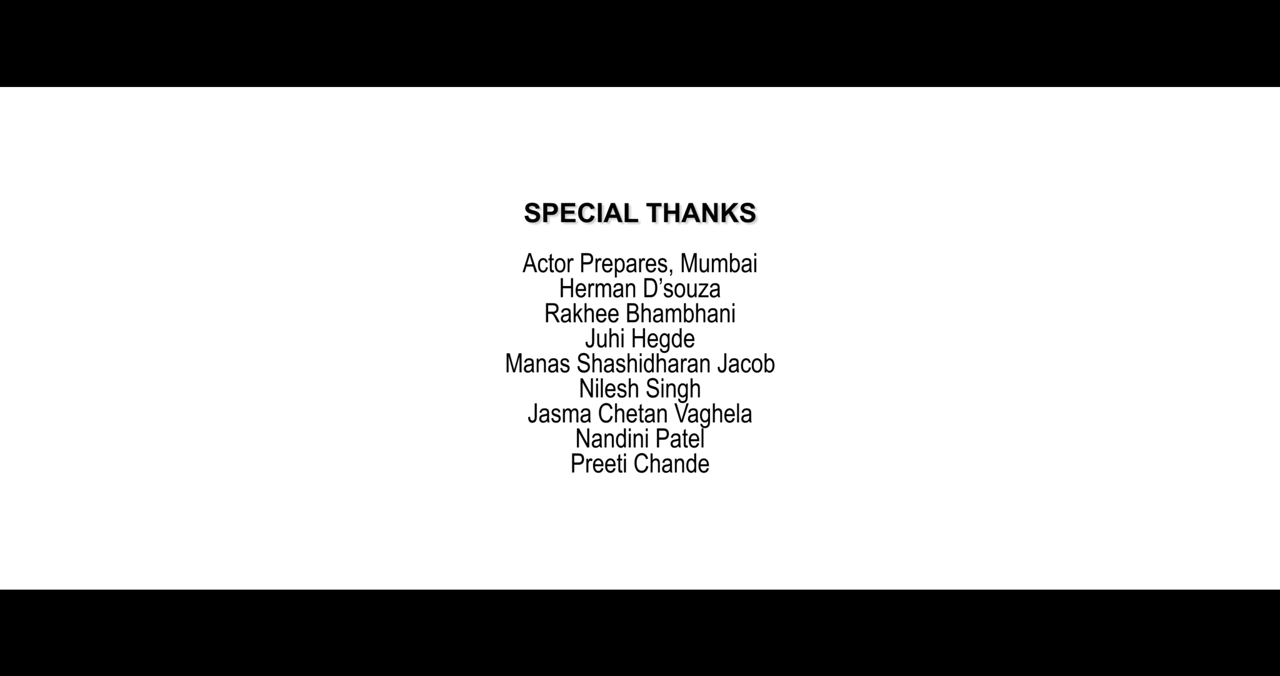 SPECIAL THANKS
Actor Prepares, Mumbai
Herman D’souza
Rakhee Bhambhani
Juhi Hegde
Manas Shashidharan Jacob
Nilesh Singh
Jasma Chetan Vaghela
Nandini Patel
Preeti Chande